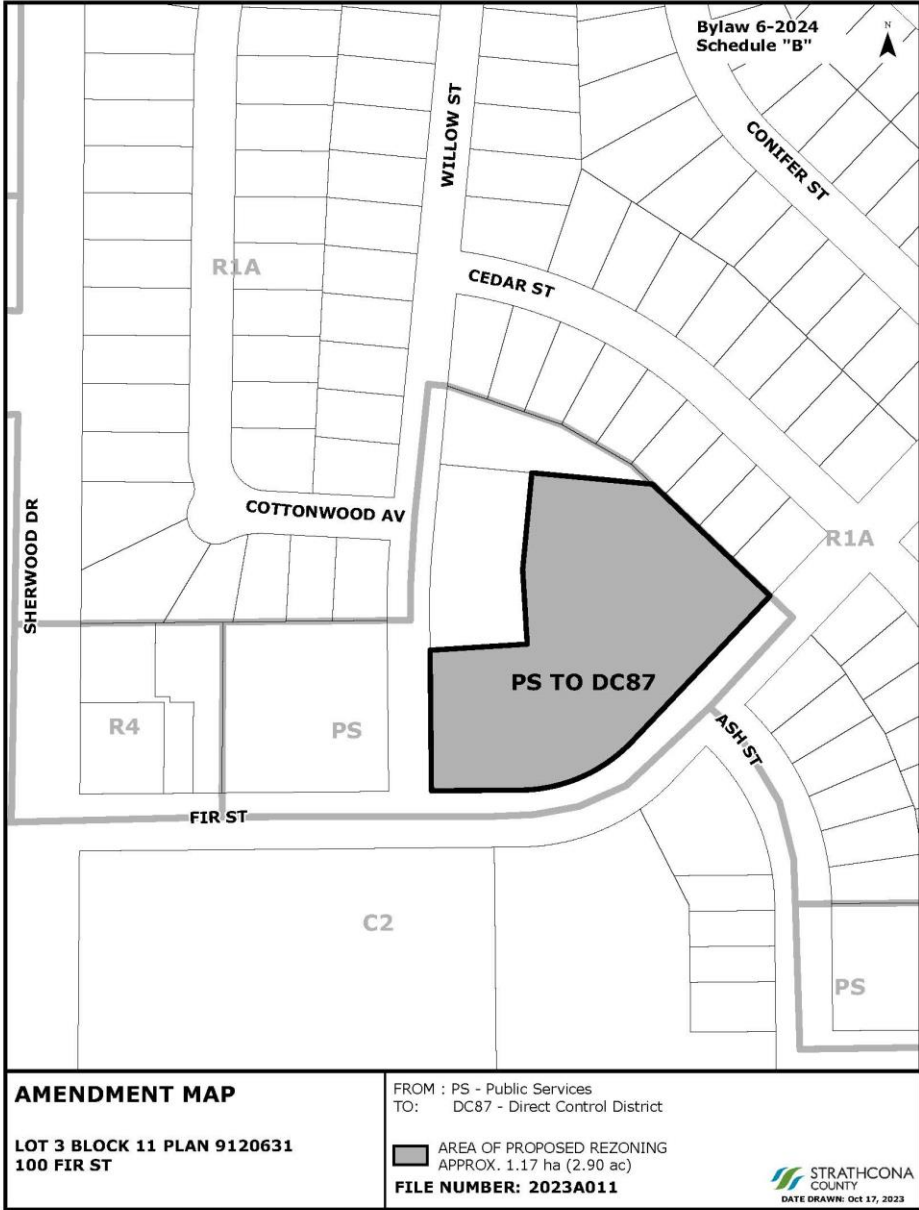 Bylaw 6-2024
Schedule "B"
N
WILLOW ST
CONIFER ST
R1A
CEDAR ST
SHERWOOD DR
COTTONWOOD AV
R1A
PS TO DC87
R4
PS
ASH ST
FIR ST
C2
PS
AMENDMENT MAP
LOT 3 BLOCK 11 PLAN 9120631
100 FIR ST
FROM : PS - Public Services
TO: DC87 - Direct Control District
AREA OF PROPOSED REZONING
APPROX. 1.17 ha (2.90 ac)
FILE NUMBER: 2023A011
STRATHCONA
COUNTY
DATE DRAWN: Oct 17, 2023